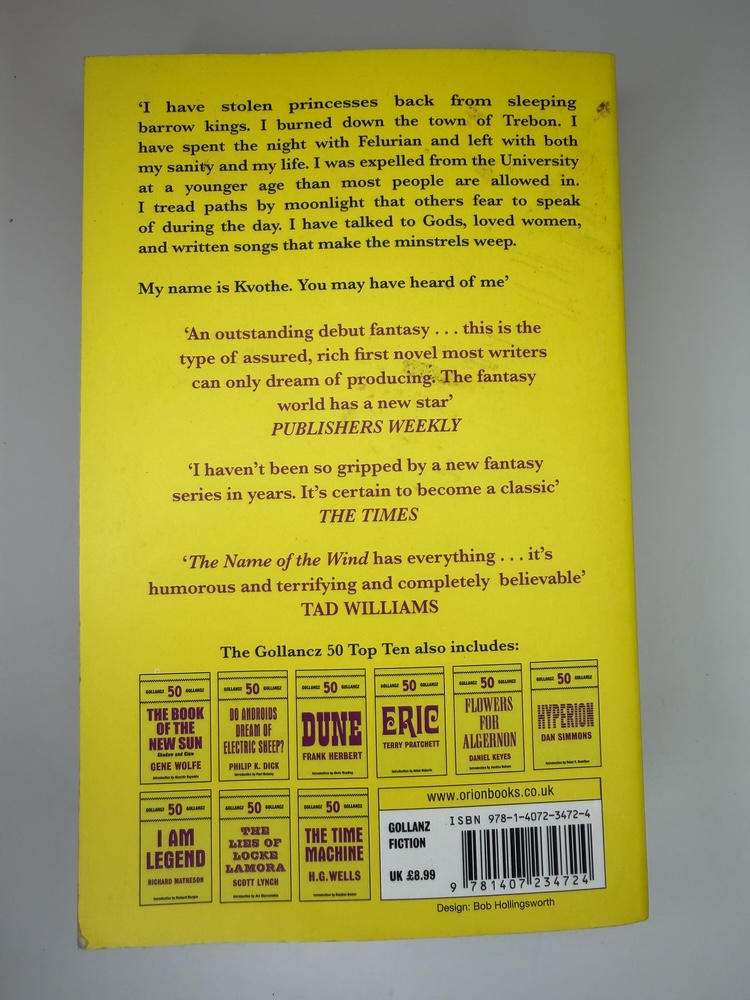 ‘I have stolen princesses back from sleeping
barrow kings. I burned down the town of Trebon. I
have spent the night with Felurian and left with both
my sanity and my life. I was expelled from the University
at a younger age than most people are allowed in.
I tread paths by moonlight that others fear to speak
of during the day. I have talked to Gods, loved women,
and written songs that make the minstrels weep.
My name is Kvothe. You may have heard of me’
‘An outstanding debut fantasy . . . this is the
type of assured, rich first novel most writers
can only dream of producing. The fantasy
world has a new star’
PUBLISHERS WEEKLY
‘I haven’t been so gripped by a new fantasy
series in years. It’s certain to become a classic’
THE TIMES
‘The Name of the Wind has everything . . . it’s
humorous and terrifying and completely believable’
TAD WILLIAMS
The Gollancz 50 Top Ten also includes:
GOLLANCZ 50 GOLLANCZ
THE BOOK
OF THE
NEW SUN
Shadow and Claw
GENE WOLFE
GOLLANCZ 50 GOLLANCZ
DO ANDROIDS
DREAM OF
ELECTRIC SHEEP?
PHILIP K. DICK
GOLLANCZ 50 GOLLANCZ
DUNE
FRANK HERBERT
GOLLANCZ 50 GOLLANCZ
ERIC
TERRY PRATCHETT
GOLLANCZ 50 GOLLANCZ
FLOWERS
FOR
ALGERNON
DANIEL KEYES
GOLLANCZ 50 GOLLANCZ
HYPERION
DAN SIMMONS
GOLLANCZ 50 GOLLANCZ
I AM
LEGEND
RICHARD MATHESON
GOLLANCZ 50 GOLLANCZ
THE
LIES OF
LOCKE
LAMORA
SCOTT LYNCH
GOLLANCZ 50 GOLLANCZ
THE TIME
MACHINE
H.G. WELLS
www.orionbooks.co.uk
GOLLANZ
FICTION
UK £8.99
ISBN 978-1-4072-3472-4
9 781407 234724
Design: Bob Hollingsworth